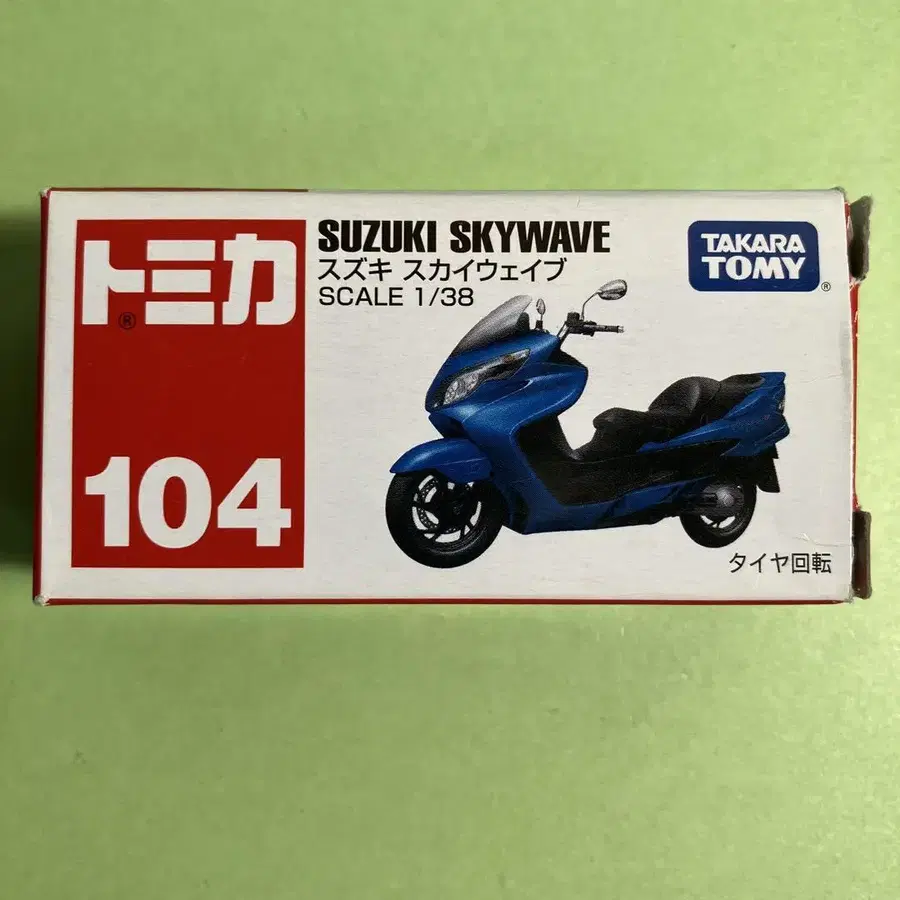 トミカ
®
104
SUZUKI SKYWAVE
スズキ スカイウェイブ
SCALE 1/38
TAKARA
TOMY
®
タイヤ回転